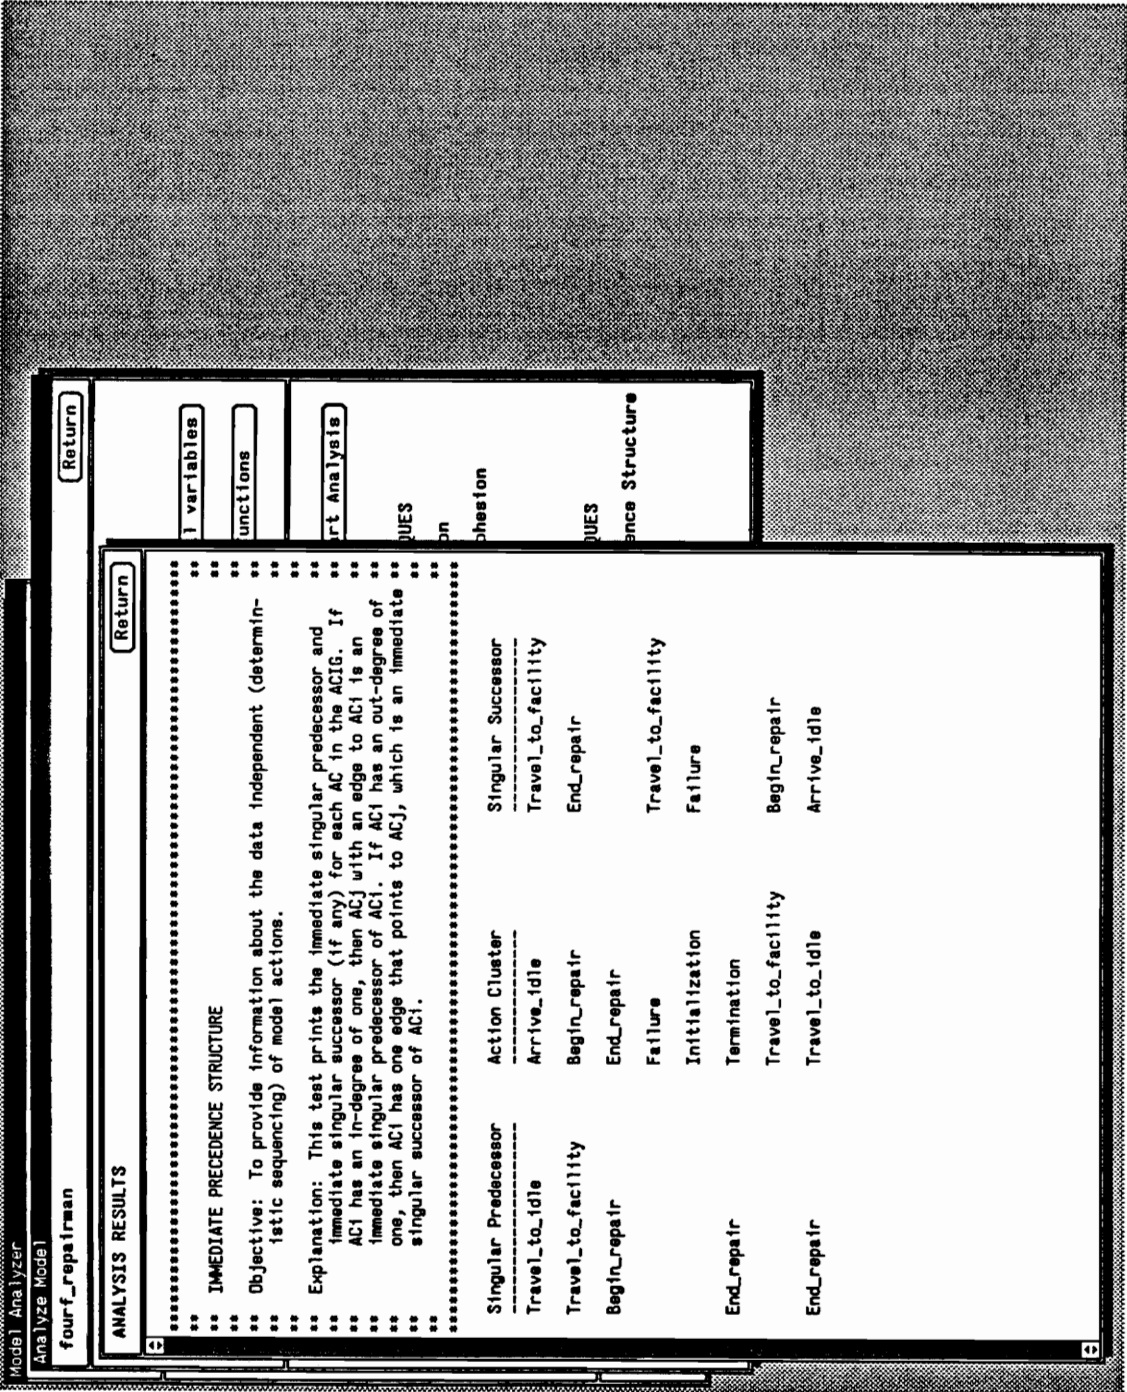 Model Analyzer
Analyze Model
fourf_repairman Return
l variables
unctions
rt Analysis
QUES
on
ohesion
QUES
ence Structure
ANALYSIS RESULTS Return
** IMMEDIATE PRECEDENCE STRUCTURE **
** Objective: To provide information about the data independent (determin- **
** istic sequencing) of model actions. **
** Explanation: This test prints the immediate singular predecessor and **
** immediate singular successor (if any) for each AC in the ACIG. If **
** ACi has an in-degree of one, then ACj with an edge to ACi is an **
** immediate singular predecessor of ACi. If ACi has an out-degree of **
** one, then ACi has one edge that points to ACj, which is an immediate **
** singular successor of ACi. **
Singular Predecessor Action Cluster Singular Successor
Travel_to_idle Arrive_idle Travel_to_facility
Travel_to_facility Begin_repair End_repair
Begin_repair End_repair
Failure Travel_to_facility
Initialization Failure
End_repair Termination
Travel_to_facility Begin_repair
End_repair Travel_to_idle Arrive_idle